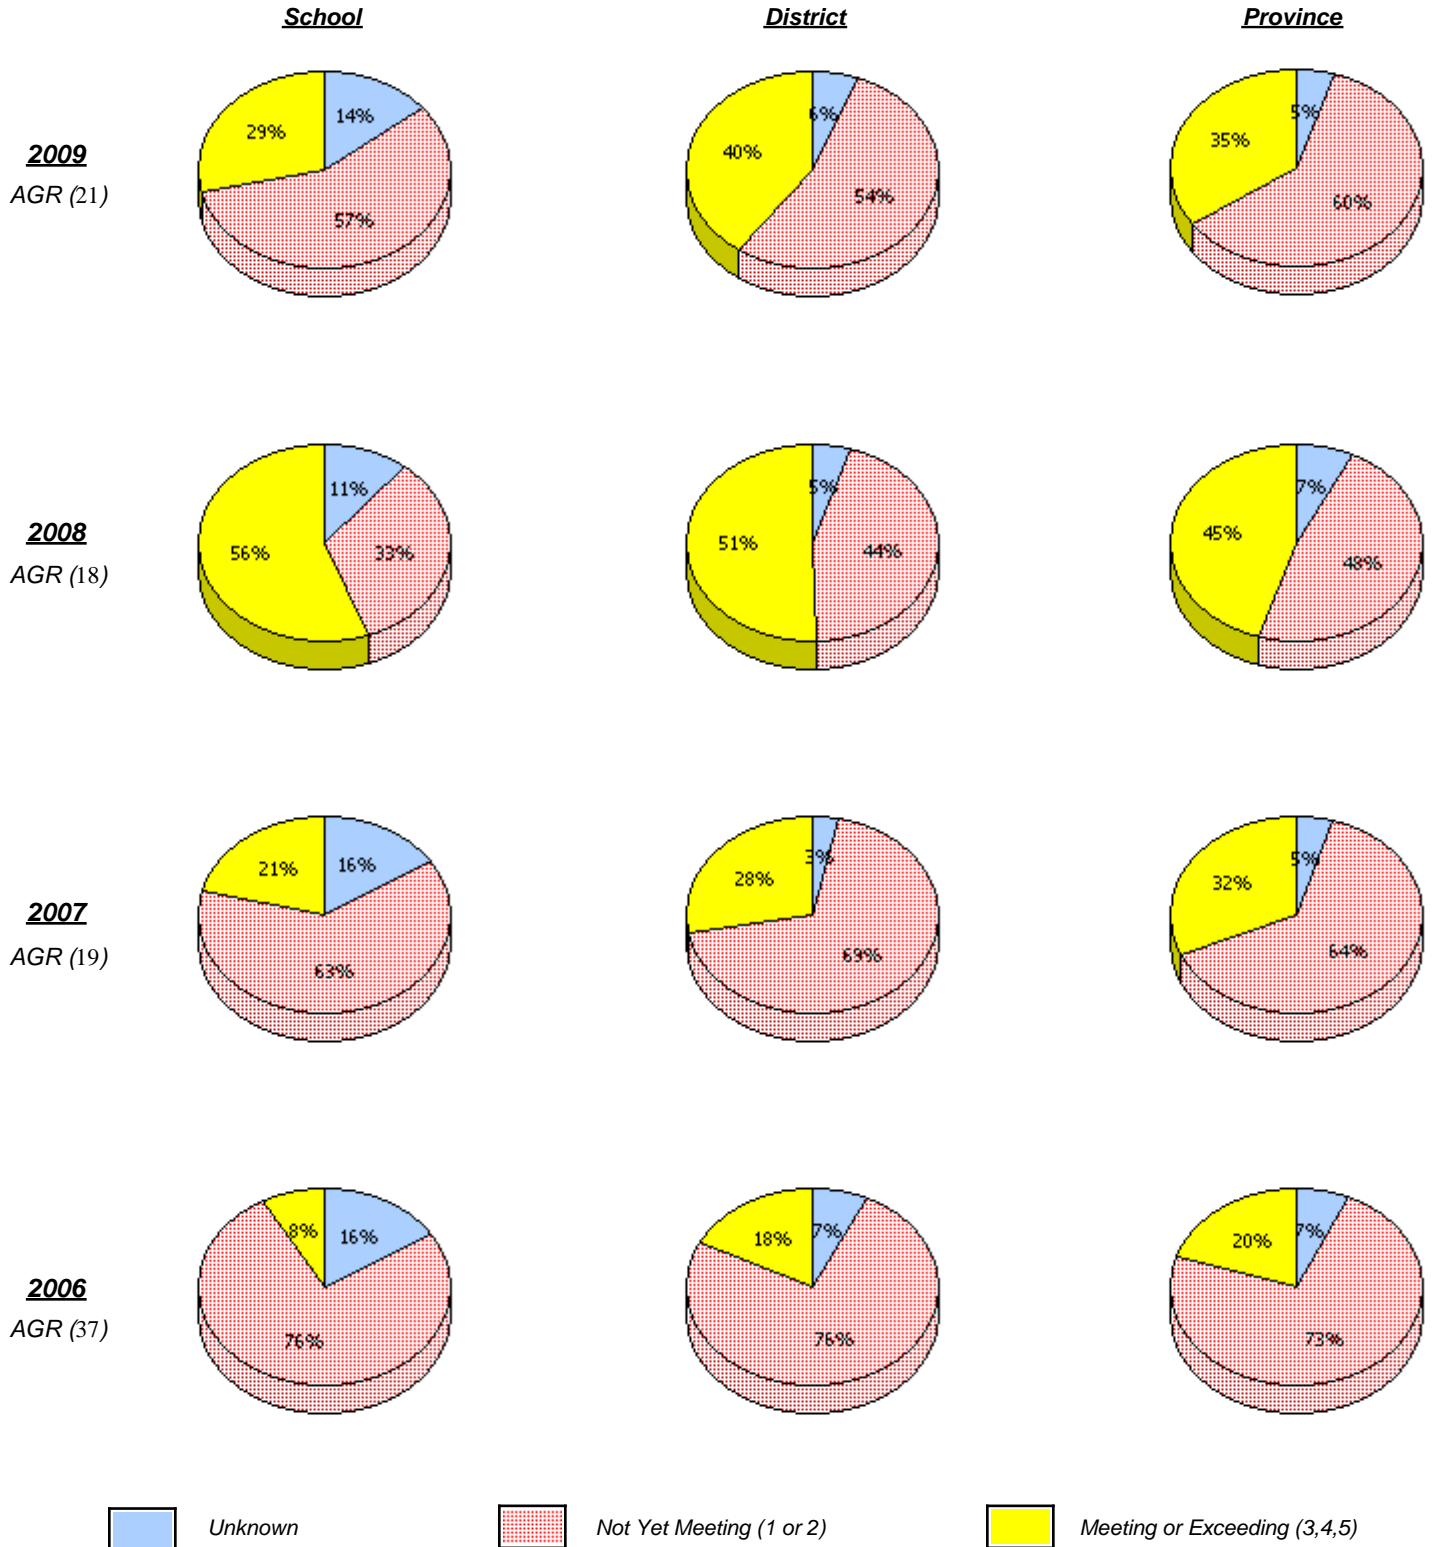 School District Province
29% 14% 57%
40% 6% 54%
35% 5% 60%
2009
AGR (21)
56% 11% 33%
51% 5% 44%
45% 7% 48%
2008
AGR (18)
21% 16% 63%
28% 3% 69%
32% 5% 64%
2007
AGR (19)
8% 16% 76%
18% 7% 76%
20% 7% 73%
2006
AGR (37)
Unknown Not Yet Meeting (1 or 2) Meeting or Exceeding (3,4,5)